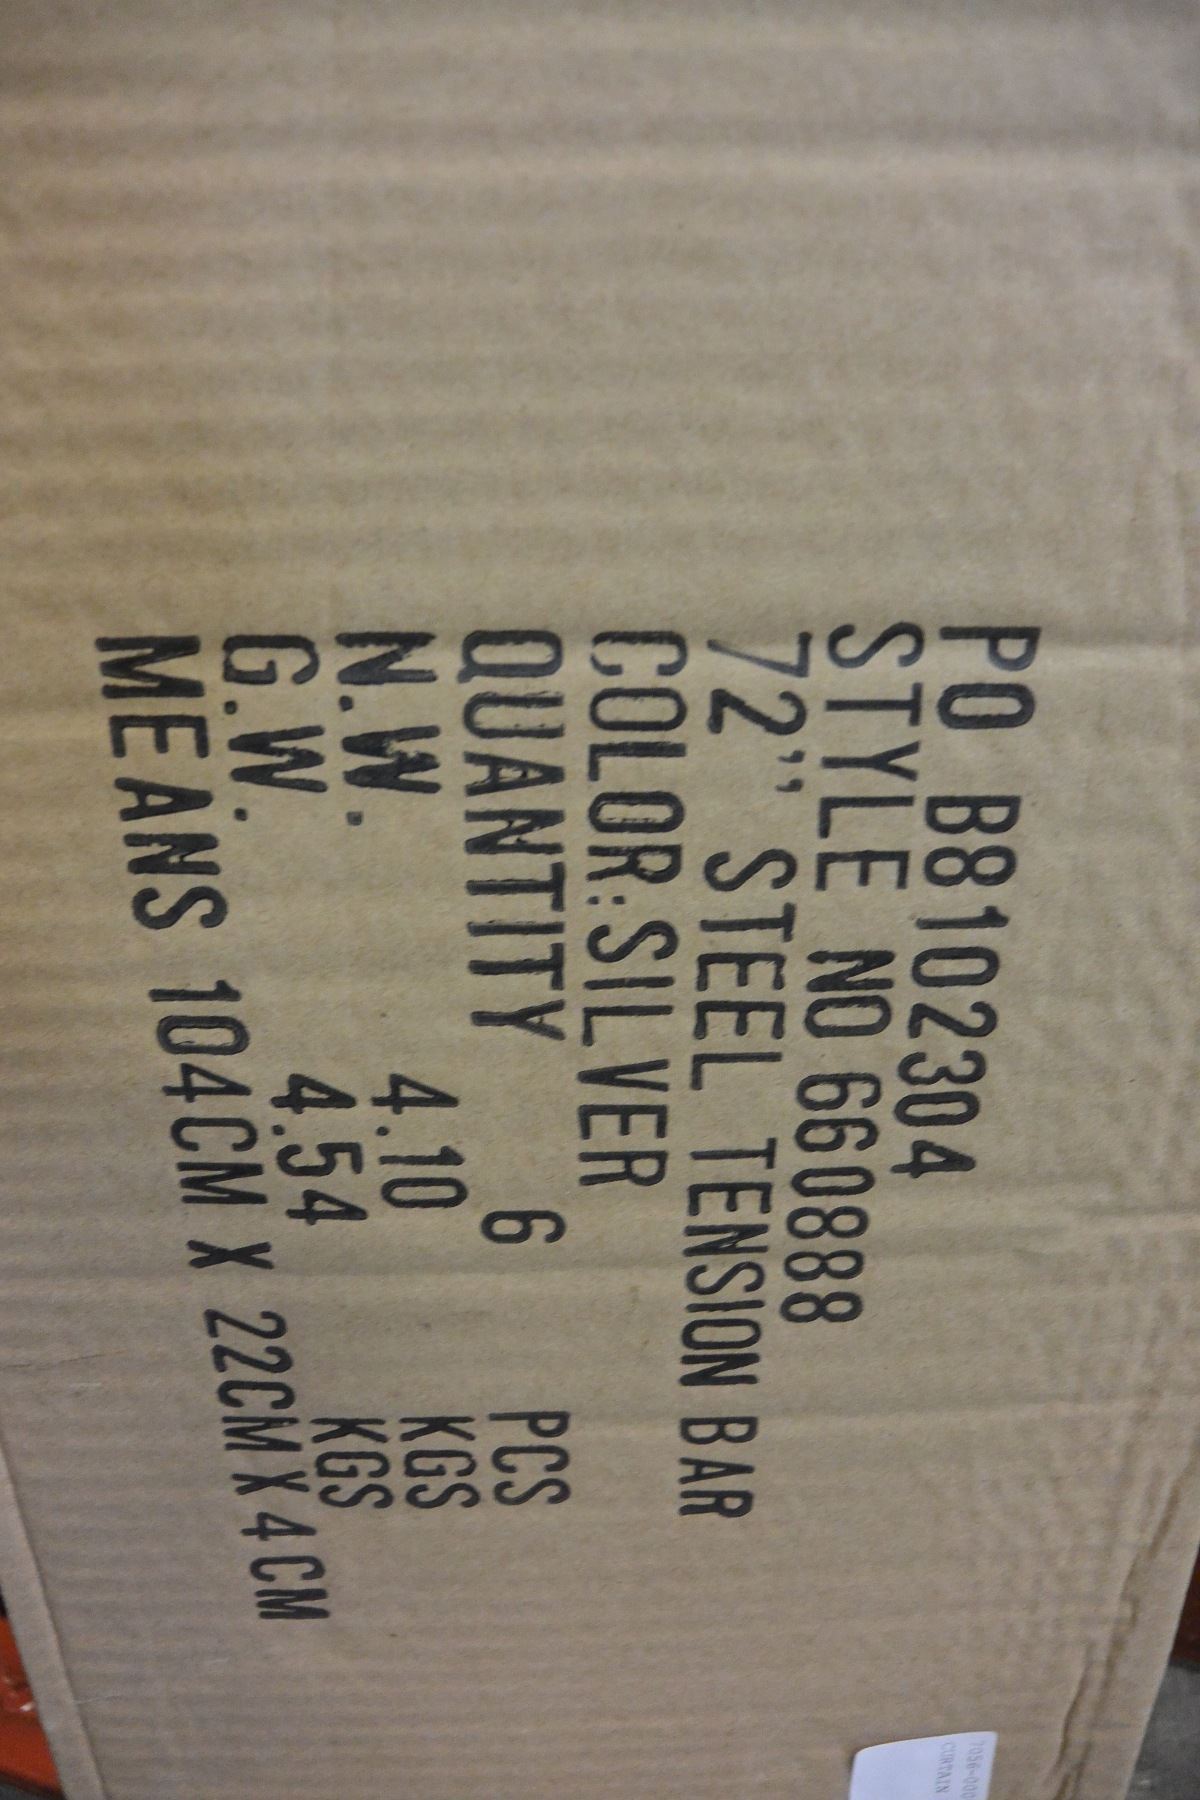 PO B8102304
STYLE NO 660888
72" STEEL TENSION BAR
COLOR:SILVER
QUANTITY 6 PCS
N.W. 4.10 KGS
G.W. 4.54 KGS
MEANS 104CM X 22CM X 4CM
CURTAIN